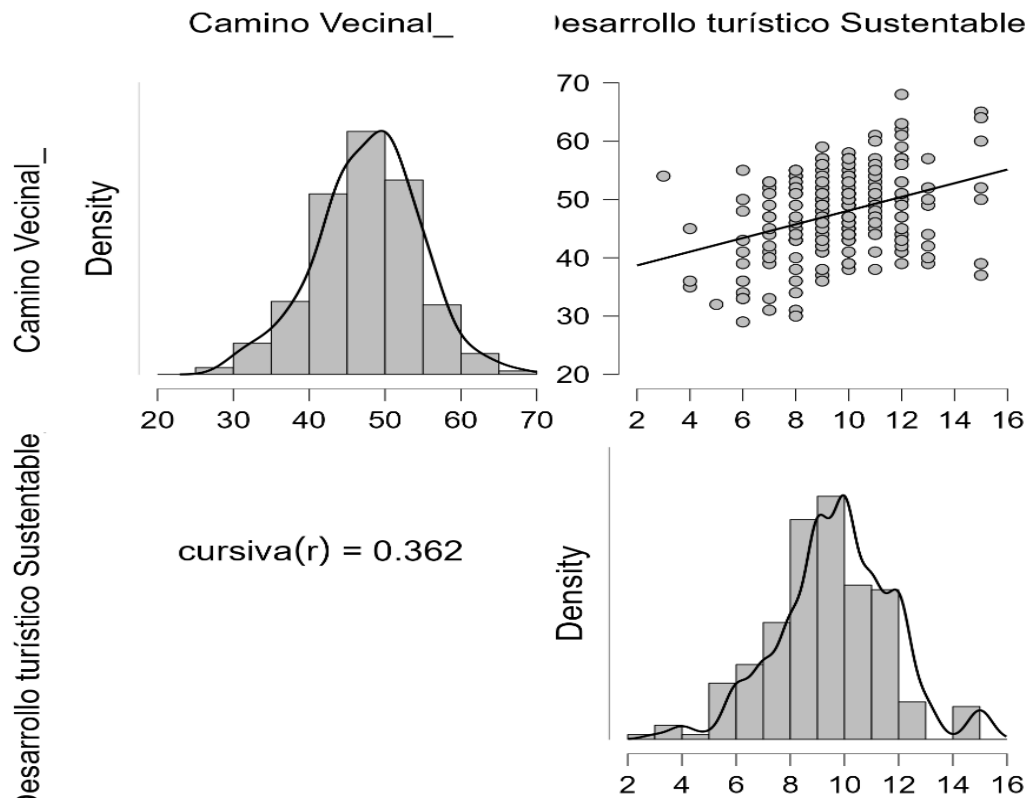 Camino Vecinal_
Desarrollo turístico Sustentable
Camino Vecinal_
Density
20 30 40 50 60 70
70
60
50
40
30
20
2 4 6 8 10 12 14 16
Desarrollo turístico Sustentable
cursiva(r) = 0.362
Density
2 4 6 8 10 12 14 16